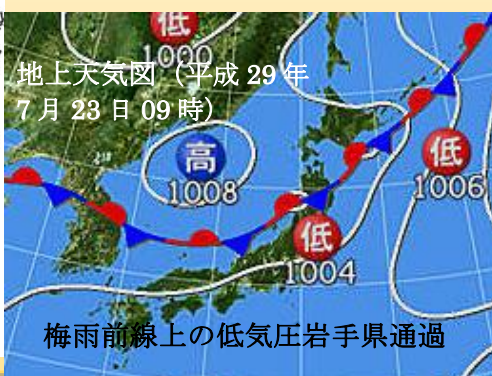 低
1000
地上天気図（平成 29 年
7 月 23 日 09 時）
高
1008
低
1006
低
1004
梅雨前線上の低気圧岩手県通過